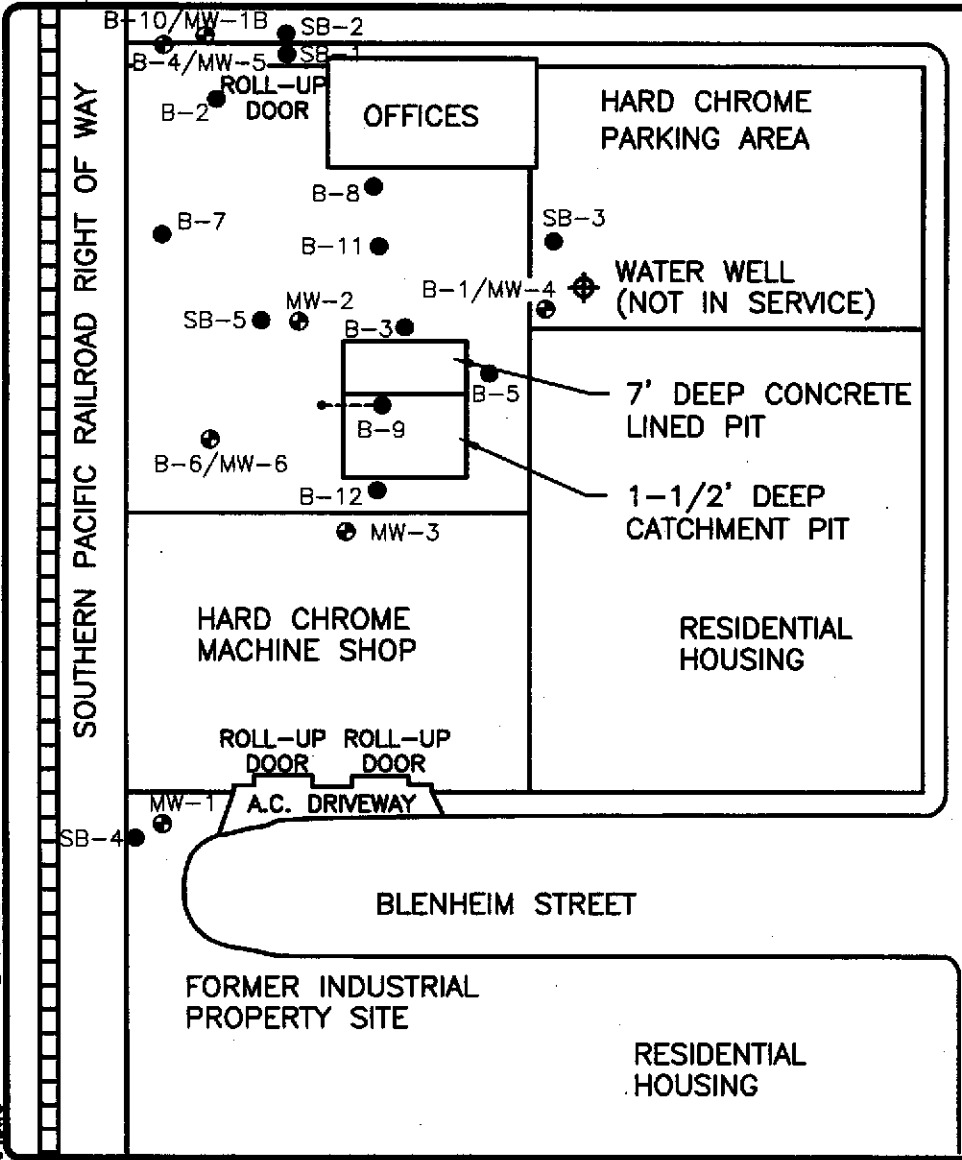 B-10/MW-1B
SB-2
SB-1
B-4/MW-5
ROLL-UP
DOOR
B-2
OFFICES
HARD CHROME
PARKING AREA
SOUTHERN PACIFIC RAILROAD RIGHT OF WAY
B-8
B-7
SB-3
B-11
WATER WELL
(NOT IN SERVICE)
B-1/MW-4
MW-2
SB-5
B-3
B-5
7' DEEP CONCRETE
LINED PIT
B-9
B-6/MW-6
B-12
1-1/2' DEEP
CATCHMENT PIT
MW-3
HARD CHROME
MACHINE SHOP
RESIDENTIAL
HOUSING
ROLL-UP
DOOR
ROLL-UP
DOOR
MW-1
A.C. DRIVEWAY
SB-4
BLENHEIM STREET
FORMER INDUSTRIAL
PROPERTY SITE
RESIDENTIAL
HOUSING